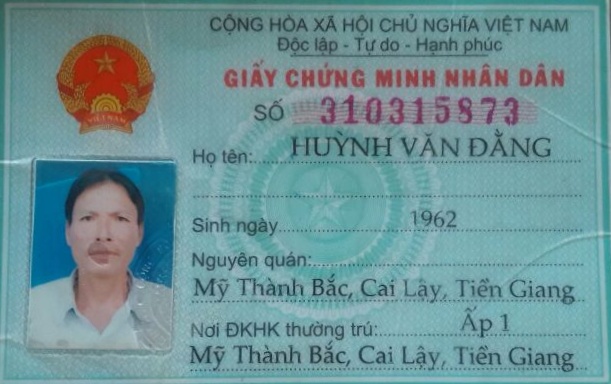 CỘNG HÒA XÃ HỘI CHỦ NGHĨA VIỆT NAM
Độc lập - Tự do - Hạnh phúc
GIẤY CHỨNG MINH NHÂN DÂN
SỐ 310315873
Họ tên: HUỲNH VĂN ĐẰNG
Sinh ngày 1962
Nguyên quán:
Mỹ Thành Bắc, Cai Lậy, Tiền Giang
Nơi ĐKHK thường trú: Ấp 1
Mỹ Thành Bắc, Cai Lậy, Tiền Giang